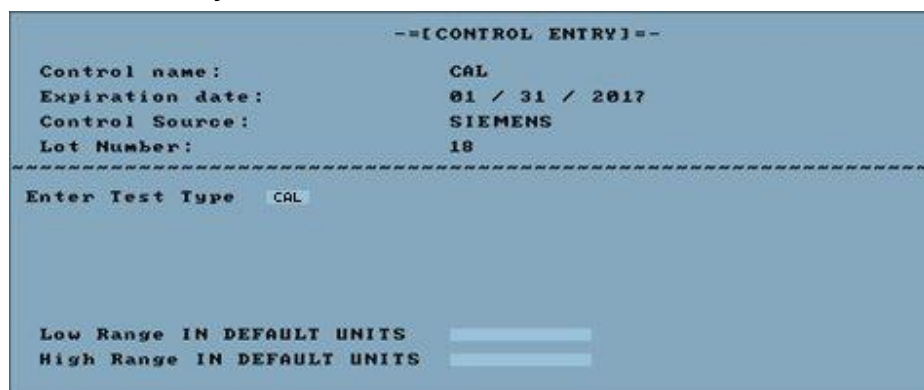 -=[CONTROL ENTRY]=-
Control name: CAL
Expiration date: 01 / 31 / 2017
Control Source: SIEMENS
Lot Number: 18
~~~~~~~~~~~~~~~~~~~~~~~~~~~~~~~~~~~~~~~~~~~~~~~~~~~~~~~~~~~~~~~~
Enter Test Type CAL
Low Range IN DEFAULT UNITS
High Range IN DEFAULT UNITS